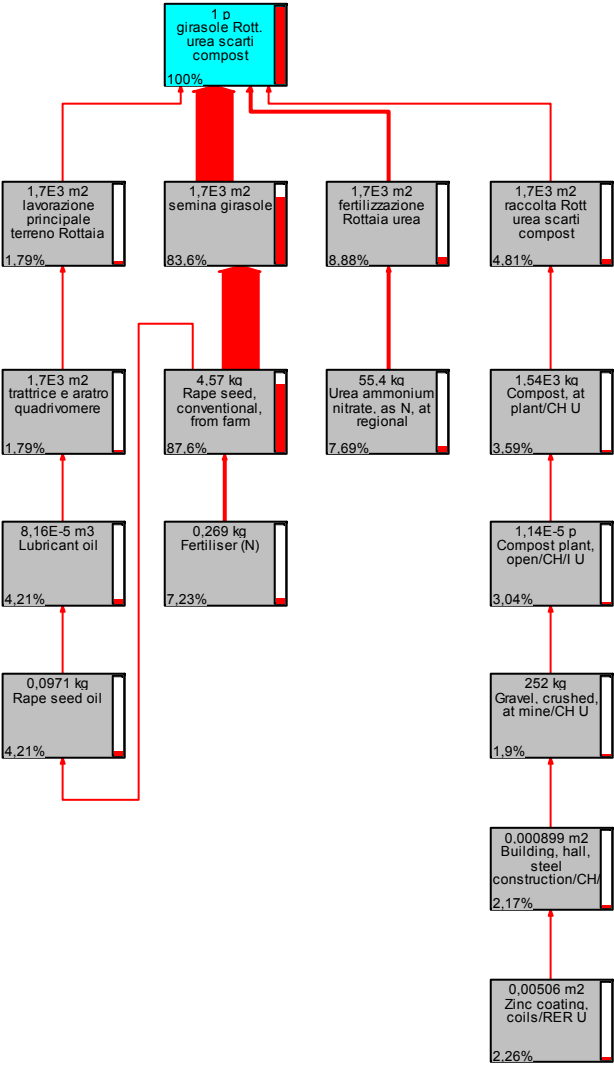 1 p
girasole Rott.
urea scarti
compost
100%
1,7E3 m2
lavorazione
principale
terreno Rottaia
1,79%
1,7E3 m2
semina girasole
83,6%
1,7E3 m2
fertilizzazione
Rottaia urea
8,88%
1,7E3 m2
raccolta Rott
urea scarti
compost
4,81%
1,7E3 m2
trattrice e aratro
quadrivomere
1,79%
4,57 kg
Rape seed,
conventional,
from farm
87,6%
55,4 kg
Urea ammonium
nitrate, as N, at
regional
7,69%
1,54E3 kg
Compost, at
plant/CH U
3,59%
8,16E-5 m3
Lubricant oil
4,21%
0,269 kg
Fertiliser (N)
7,23%
1,14E-5 p
Compost plant,
open/CH/I U
3,04%
0,0971 kg
Rape seed oil
4,21%
252 kg
Gravel, crushed,
at mine/CH U
1,9%
0,000899 m2
Building, hall,
steel
construction/CH/
2,17%
0,00506 m2
Zinc coating,
coils/RER U
2,26%